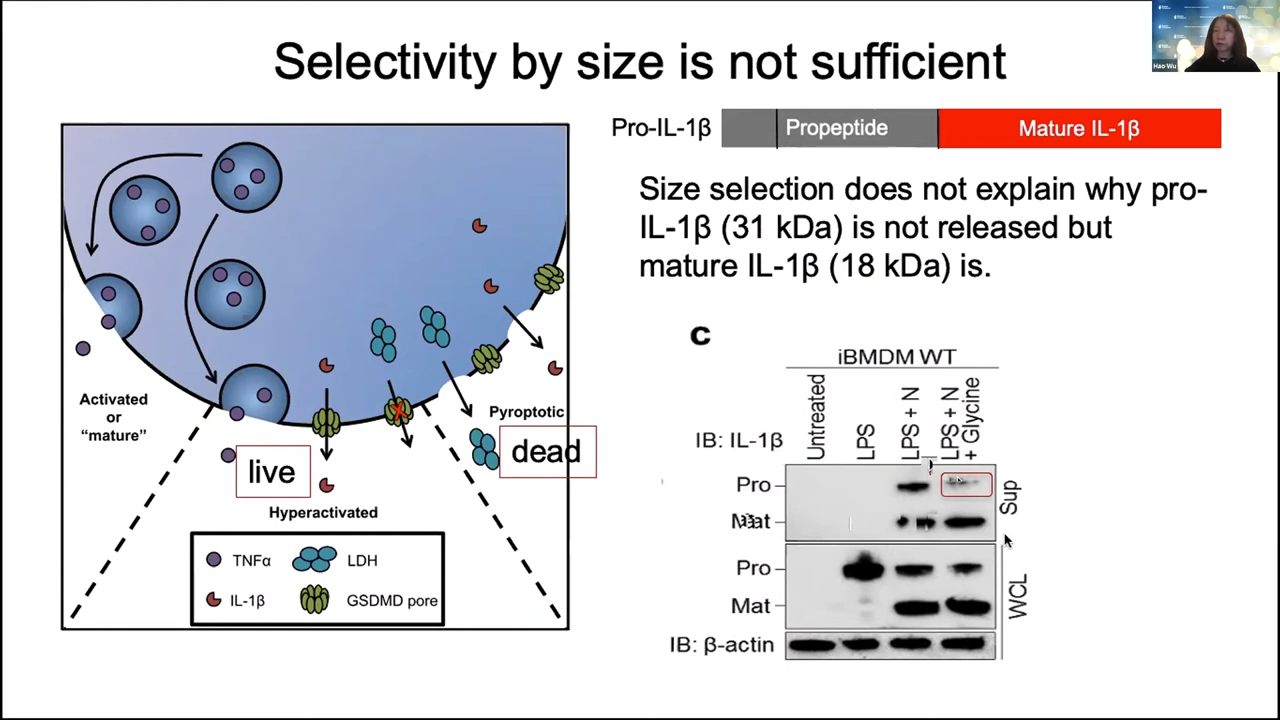 Selectivity by size is not sufficient
Hao Wu
Pro-IL-1β
Propeptide
Mature IL-1β
Size selection does not explain why pro-
IL-1β (31 kDa) is not released but
mature IL-1β (18 kDa) is.
Activated
or
“mature”
live
Hyperactivated
Pyroptotic
dead
TNFα
LDH
IL-1β
GSDMD pore
C
iBMDM WT
IB: IL-1β
Untreated
LPS
LPS + N
LPS + N
+ Glycine
Pro
Mat
Sup
Pro
Mat
WCL
IB: β-actin